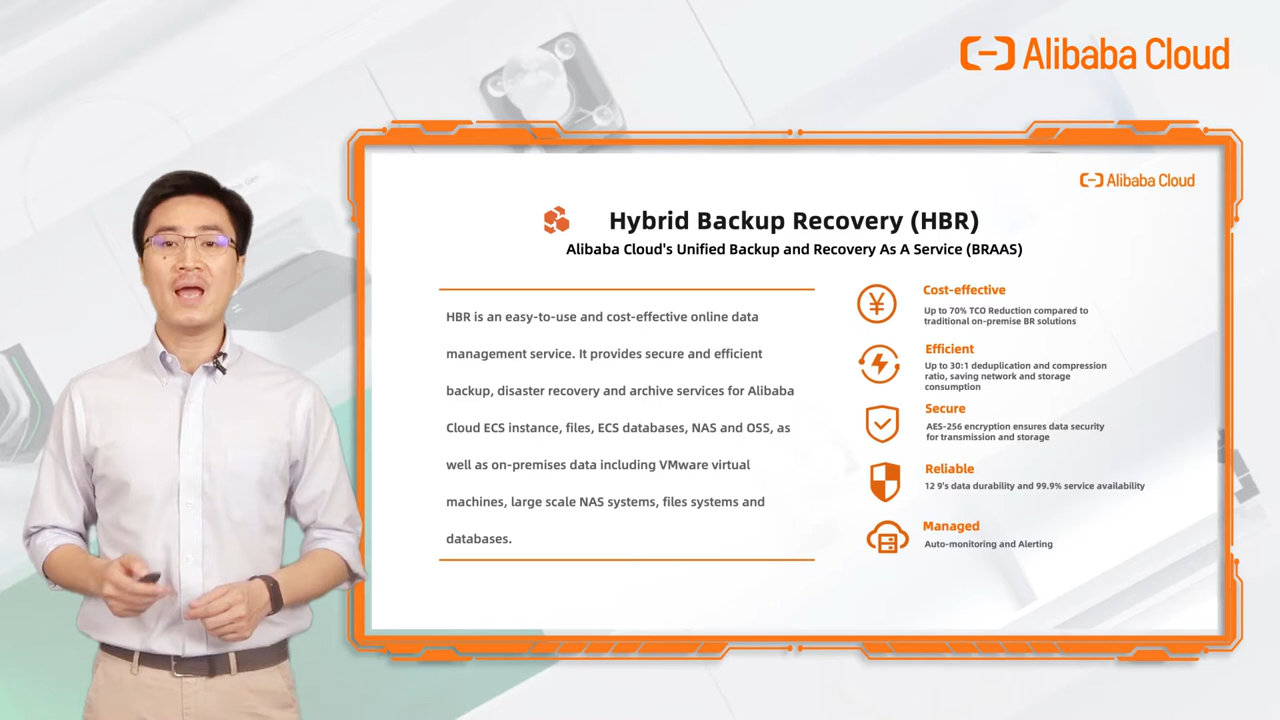 Alibaba Cloud
Alibaba Cloud
Hybrid Backup Recovery (HBR)
Alibaba Cloud's Unified Backup and Recovery As A Service (BRAAS)
HBR is an easy-to-use and cost-effective online data
management service. It provides secure and efficient
backup, disaster recovery and archive services for Alibaba
Cloud ECS instance, files, ECS databases, NAS and OSS, as
well as on-premises data including VMware virtual
machines, large scale NAS systems, files systems and
databases.
Cost-effective
Up to 70% TCO Reduction compared to
traditional on-premise BR solutions
Efficient
Up to 30:1 deduplication and compression
ratio, saving network and storage
consumption
Secure
AES-256 encryption ensures data security
for transmission and storage
Reliable
12 9's data durability and 99.9% service availability
Managed
Auto-monitoring and Alerting